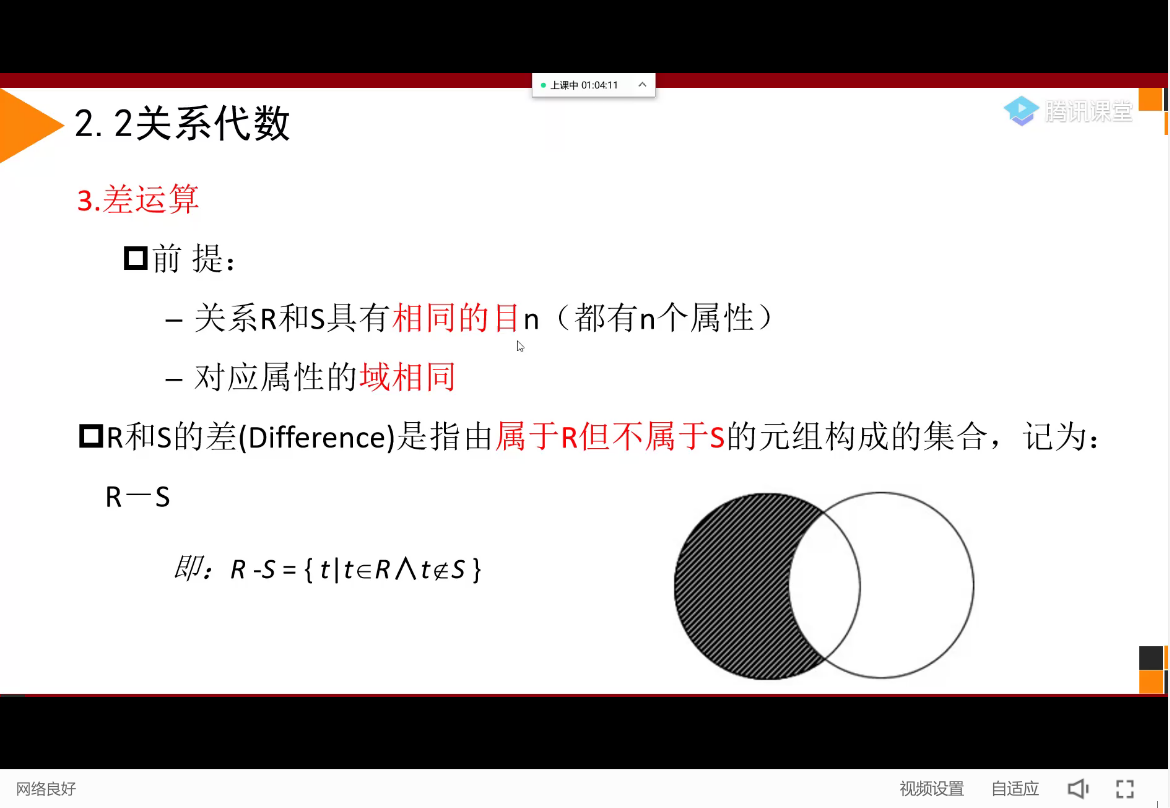 上课中 01:04:11
2.2关系代数
腾讯课堂
3.差运算
前 提：
– 关系R和S具有相同的目n（都有n个属性）
– 对应属性的域相同
R和S的差(Difference)是指由属于R但不属于S的元组构成的集合，记为：
R－S
即：R -S = { t|t∈R∧t∉S }
网络良好
视频设置
自适应